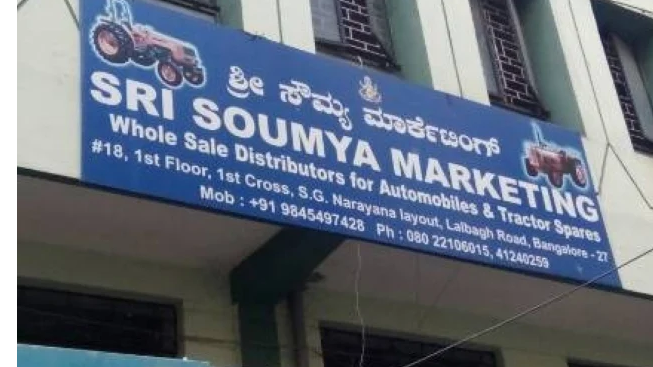 ಶ್ರೀ ಸೌಮ್ಯ ಮಾರ್ಕೆಟಿಂಗ್
SRI SOUMYA MARKETING
Whole Sale Distributors for Automobiles & Tractor Spares
#18, 1st Floor, 1st Cross, S.G. Narayana layout, Lalbagh Road, Bangalore - 27
Mob : +91 9845497428 Ph : 080 22106015, 41240259